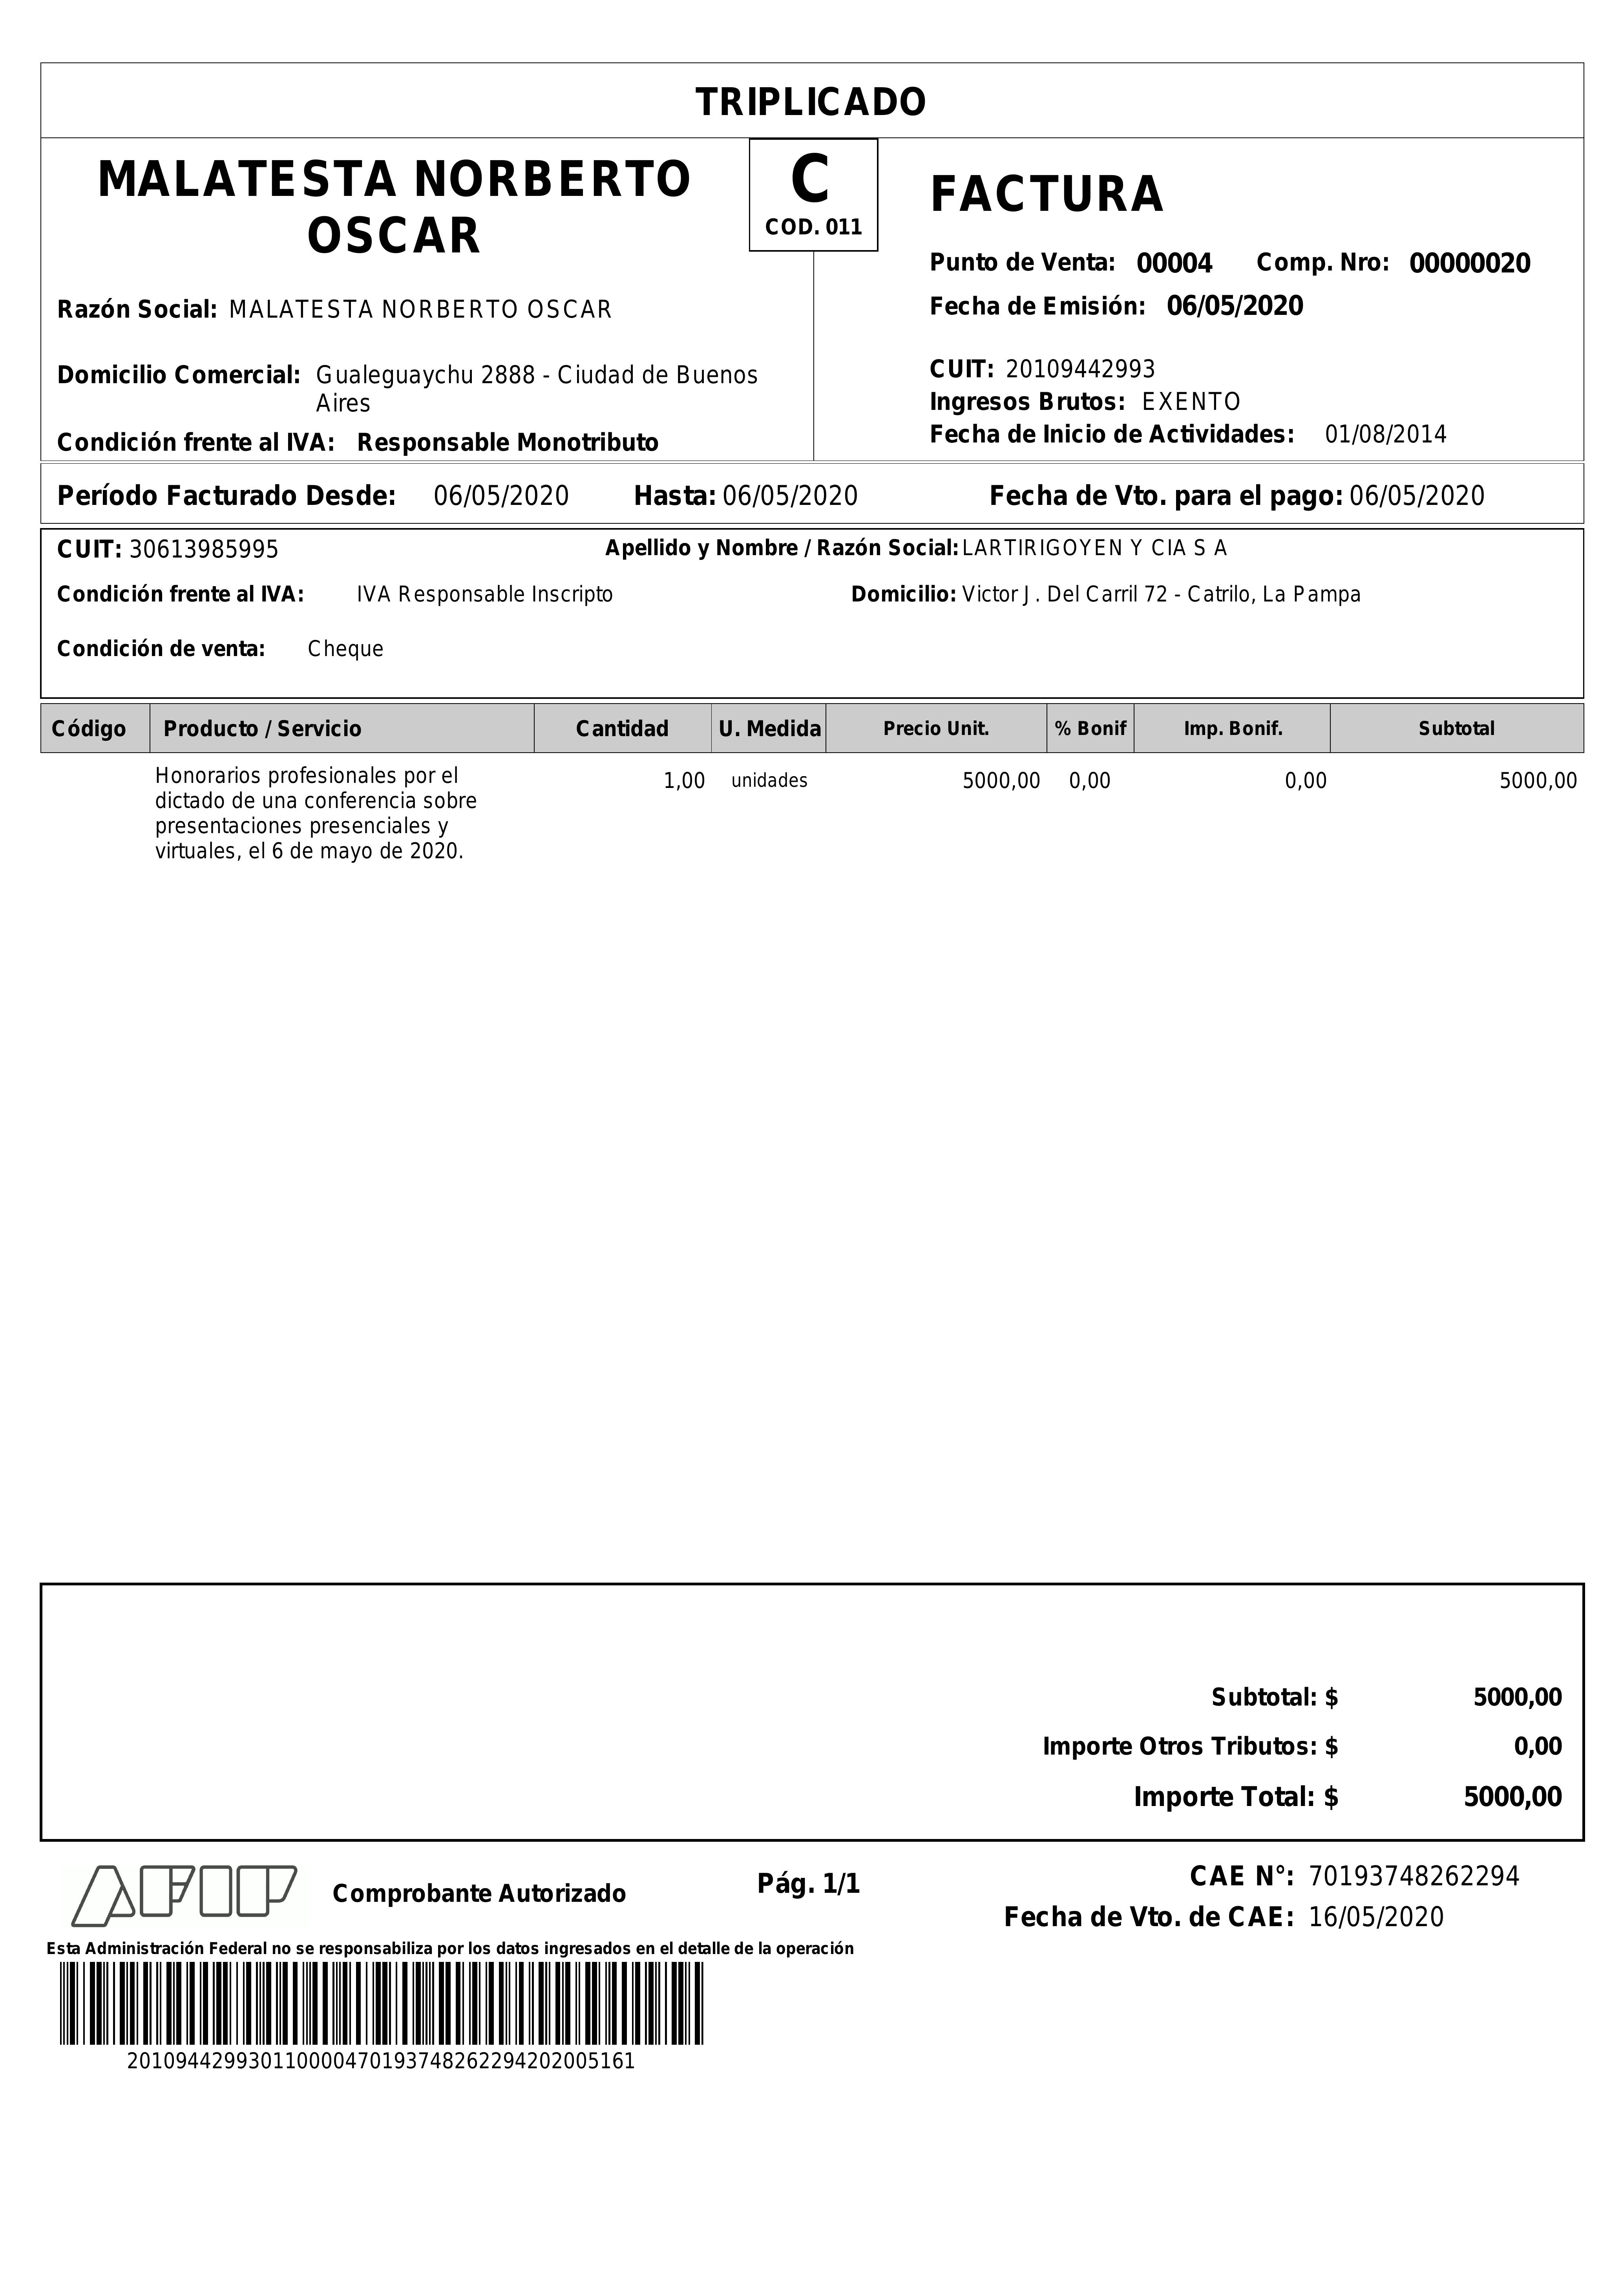 TRIPLICADO
MALATESTA NORBERTO
OSCAR
C
COD. 011
FACTURA
Punto de Venta: 00004 Comp. Nro: 00000020
Fecha de Emisión: 06/05/2020
Razón Social: MALATESTA NORBERTO OSCAR
Domicilio Comercial: Gualeguaychu 2888 - Ciudad de Buenos
Aires
Condición frente al IVA: Responsable Monotributo
CUIT: 20109442993
Ingresos Brutos: EXENTO
Fecha de Inicio de Actividades: 01/08/2014
Período Facturado Desde: 06/05/2020 Hasta: 06/05/2020 Fecha de Vto. para el pago: 06/05/2020
CUIT: 30613985995 Apellido y Nombre / Razón Social: LARTIRIGOYEN Y CIA S A
Condición frente al IVA: IVA Responsable Inscripto Domicilio: Victor J. Del Carril 72 - Catrilo, La Pampa
Condición de venta: Cheque
Código Producto / Servicio Cantidad U. Medida Precio Unit. % Bonif Imp. Bonif. Subtotal
Honorarios profesionales por el 1,00 unidades 5000,00 0,00 0,00 5000,00
dictado de una conferencia sobre
presentaciones presenciales y
virtuales, el 6 de mayo de 2020.
Subtotal: $ 5000,00
Importe Otros Tributos: $ 0,00
Importe Total: $ 5000,00
AFIP Comprobante Autorizado Pág. 1/1 CAE N°: 70193748262294
Fecha de Vto. de CAE: 16/05/2020
Esta Administración Federal no se responsabiliza por los datos ingresados en el detalle de la operación
2010944299301100004701937482622942020051​61